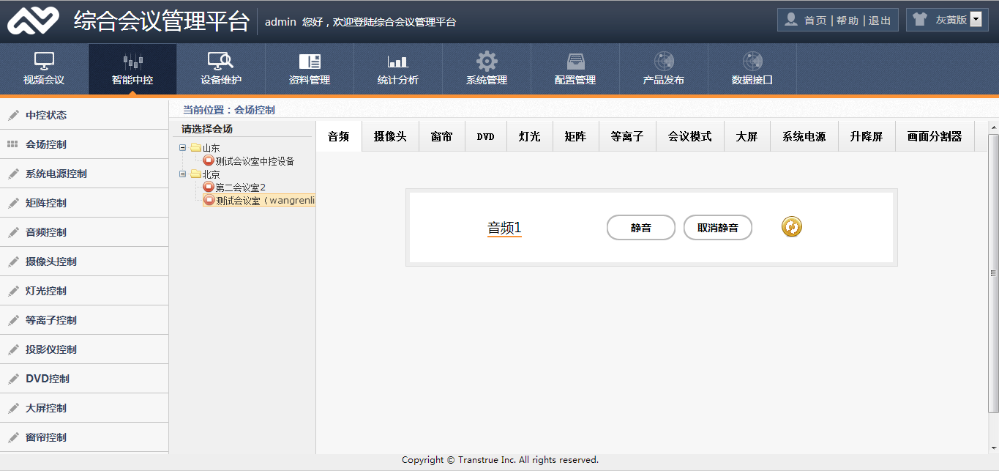 综合会议管理平台 admin 您好，欢迎登陆综合会议管理平台 首页 | 帮助 | 退出 灰黄版
视频会议 智能中控 设备维护 资料管理 统计分析 系统管理 配置管理 产品发布 数据接口
中控状态
会场控制
系统电源控制
矩阵控制
音频控制
摄像头控制
灯光控制
等离子控制
投影仪控制
DVD控制
大屏控制
窗帘控制
当前位置：会场控制
请选择会场
山东
测试会议室中控设备
北京
第二会议室2
测试会议室（wangrenli
音频 摄像头 窗帘 DVD 灯光 矩阵 等离子 会议模式 大屏 系统电源 升降屏 画面分割器
音频1 静音 取消静音
Copyright © Transtrue Inc. All rights reserved.